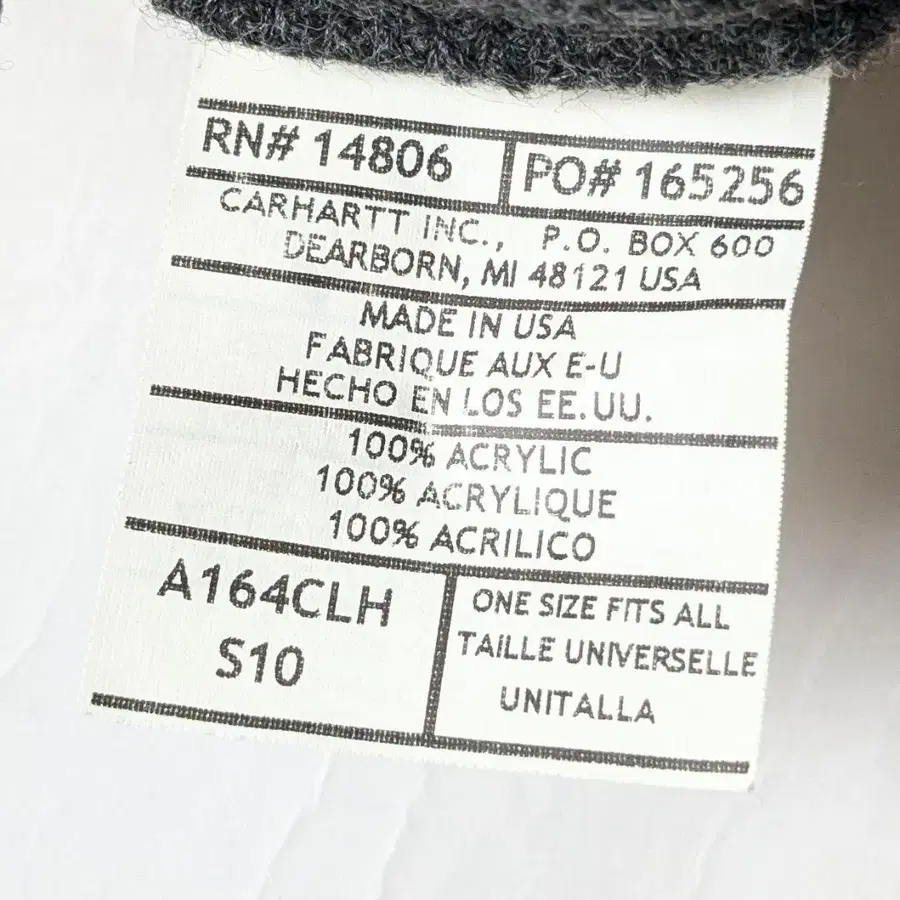 RN# 14806
PO# 165256
CARHARTT INC., P.O. BOX 600
DEARBORN, MI 48121 USA
MADE IN USA
FABRIQUE AUX E-U
HECHO EN LOS EE.UU.
100% ACRYLIC
100% ACRYLIQUE
100% ACRILICO
A164CLH
S10
ONE SIZE FITS ALL
TAILLE UNIVERSELLE
UNITALLA